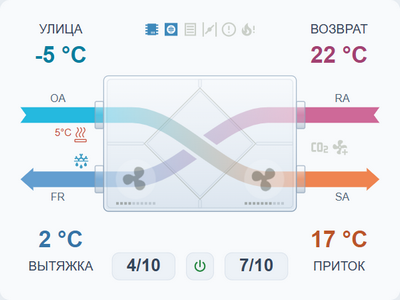 УЛИЦА
ВОЗВРАТ
-5 °C
22 °C
OA
RA
5°C
CO2
FR
SA
2 °C
17 °C
ВЫТЯЖКА
4/10
7/10
ПРИТОК